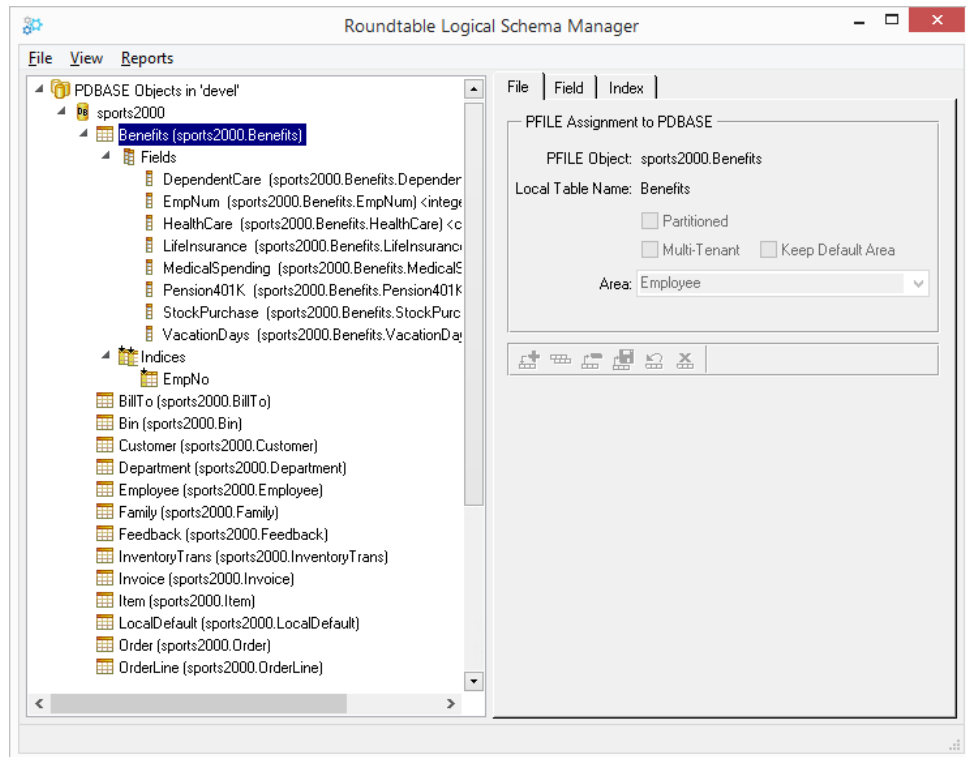 Roundtable Logical Schema Manager
File View Reports
PDBASE Objects in 'devel'
DB sports2000
Benefits (sports2000.Benefits)
Fields
DependentCare (sports2000.Benefits.Depender
EmpNum (sports2000.Benefits.EmpNum) <intege
HealthCare (sports2000.Benefits.HealthCare) <c
LifeInsurance (sports2000.Benefits.LifeInsuranc
MedicalSpending (sports2000.Benefits.MedicalS
Pension401K (sports2000.Benefits.Pension401K
StockPurchase (sports2000.Benefits.StockPurc
VacationDays (sports2000.Benefits.VacationDay
Indices
EmpNo
BillTo (sports2000.BillTo)
Bin (sports2000.Bin)
Customer (sports2000.Customer)
Department (sports2000.Department)
Employee (sports2000.Employee)
Family (sports2000.Family)
Feedback (sports2000.Feedback)
InventoryTrans (sports2000.InventoryTrans)
Invoice (sports2000.Invoice)
Item (sports2000.Item)
LocalDefault (sports2000.LocalDefault)
Order (sports2000.Order)
OrderLine (sports2000.OrderLine)
File Field Index
PFILE Assignment to PDBASE
PFILE Object: sports2000.Benefits
Local Table Name: Benefits
Partitioned
Multi-Tenant Keep Default Area
Area: Employee